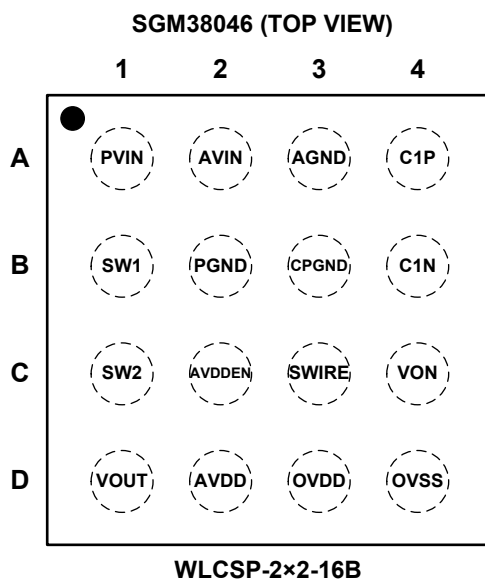 SGM38046 (TOP VIEW)
1 2 3 4
A PVIN AVIN AGND C1P
B SW1 PGND CPGND C1N
C SW2 AVDDEN SWIRE VON
D VOUT AVDD OVDD OVSS
WLCSP-2×2-16B